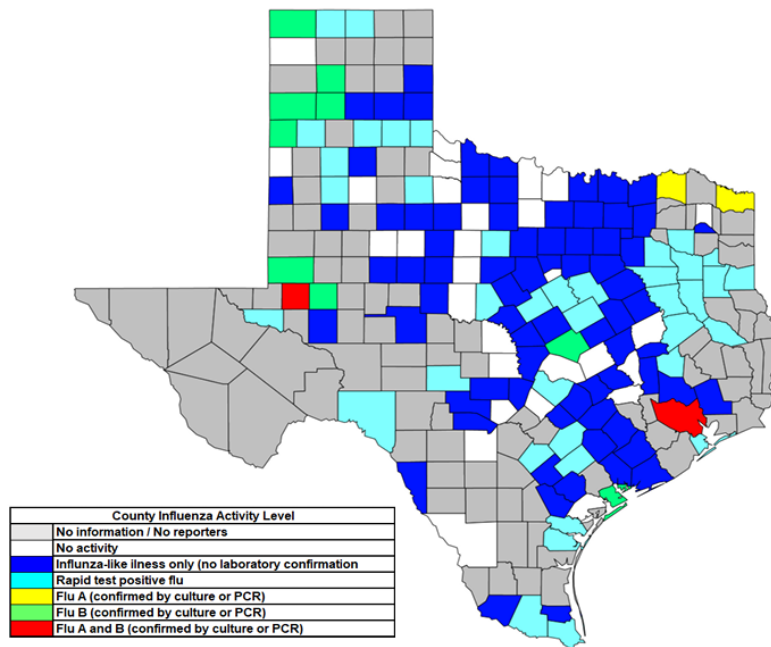 County Influenza Activity Level
No information / No reporters
No activity
Influnza-like ilness only (no laboratory confirmation
Rapid test positive flu
Flu A (confirmed by culture or PCR)
Flu B (confirmed by culture or PCR)
Flu A and B (confirmed by culture or PCR)